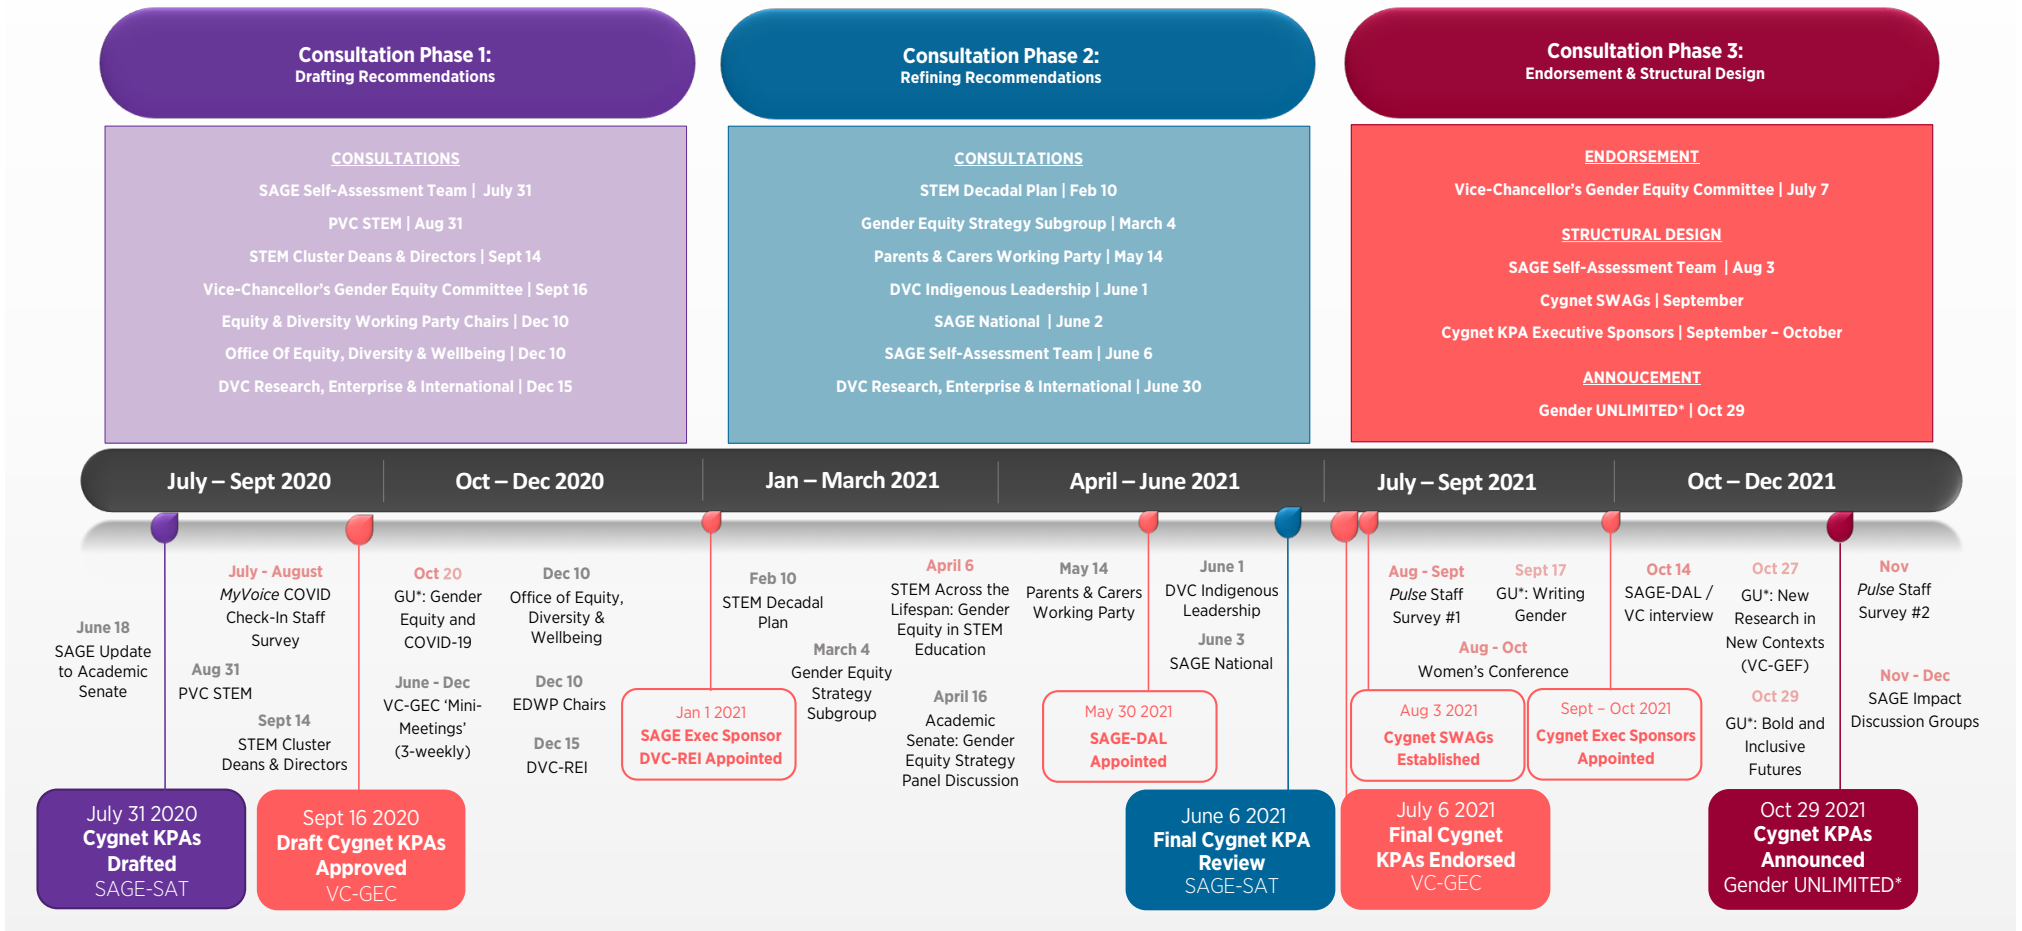 Consultation Phase 1:
Drafting Recommendations
CONSULTATIONS
SAGE Self-Assessment Team | July 31
PVC STEM | Aug 31
STEM Cluster Deans & Directors | Sept 14
Vice-Chancellor's Gender Equity Committee | Sept 16
Equity & Diversity Working Party Chairs | Dec 10
Office Of Equity, Diversity & Wellbeing | Dec 10
DVC Research, Enterprise & International | Dec 15
Consultation Phase 2:
Refining Recommendations
CONSULTATIONS
STEM Decadal Plan | Feb 10
Gender Equity Strategy Subgroup | March 4
Parents & Carers Working Party | May 14
DVC Indigenous Leadership | June 1
SAGE National | June 2
SAGE Self-Assessment Team | June 6
DVC Research, Enterprise & International | June 30
Consultation Phase 3:
Endorsement & Structural Design
ENDORSEMENT
Vice-Chancellor's Gender Equity Committee | July 7
STRUCTURAL DESIGN
SAGE Self-Assessment Team | Aug 3
Cygnet SWAGs | September
Cygnet KPA Executive Sponsors | September – October
ANNOUCEMENT
Gender UNLIMITED* | Oct 29
July – Sept 2020
Oct – Dec 2020
Jan – March 2021
April – June 2021
July – Sept 2021
Oct – Dec 2021
June 18
SAGE Update
to Academic
Senate
July - August
MyVoice COVID
Check-In Staff
Survey
Aug 31
PVC STEM
Sept 14
STEM Cluster
Deans & Directors
Oct 20
GU*: Gender
Equity and
COVID-19
June - Dec
VC-GEC 'Mini-
Meetings'
(3-weekly)
Dec 10
Office of Equity,
Diversity &
Wellbeing
Dec 10
EDWP Chairs
Dec 15
DVC-REI
Jan 1 2021
SAGE Exec Sponsor
DVC-REI Appointed
Feb 10
STEM Decadal
Plan
March 4
Gender Equity
Strategy
Subgroup
April 6
STEM Across the
Lifespan: Gender
Equity in STEM
Education
April 16
Academic
Senate: Gender
Equity Strategy
Panel Discussion
May 14
Parents & Carers
Working Party
May 30 2021
SAGE-DAL
Appointed
June 1
DVC Indigenous
Leadership
June 3
SAGE National
Aug - Sept
Pulse Staff
Survey #1
Sept 17
GU*: Writing
Gender
Aug - Oct
Women's Conference
Aug 3 2021
Cygnet SWAGs
Established
Sept – Oct 2021
Cygnet Exec Sponsors
Appointed
Oct 14
SAGE-DAL /
VC interview
Oct 27
GU*: New
Research in
New Contexts
(VC-GEF)
Oct 29
GU*: Bold and
Inclusive
Futures
Nov
Pulse Staff
Survey #2
Nov - Dec
SAGE Impact
Discussion Groups
July 31 2020
Cygnet KPAs
Drafted
SAGE-SAT
Sept 16 2020
Draft Cygnet KPAs
Approved
VC-GEC
June 6 2021
Final Cygnet KPA
Review
SAGE-SAT
July 6 2021
Final Cygnet
KPAs Endorsed
VC-GEC
Oct 29 2021
Cygnet KPAs
Announced
Gender UNLIMITED*